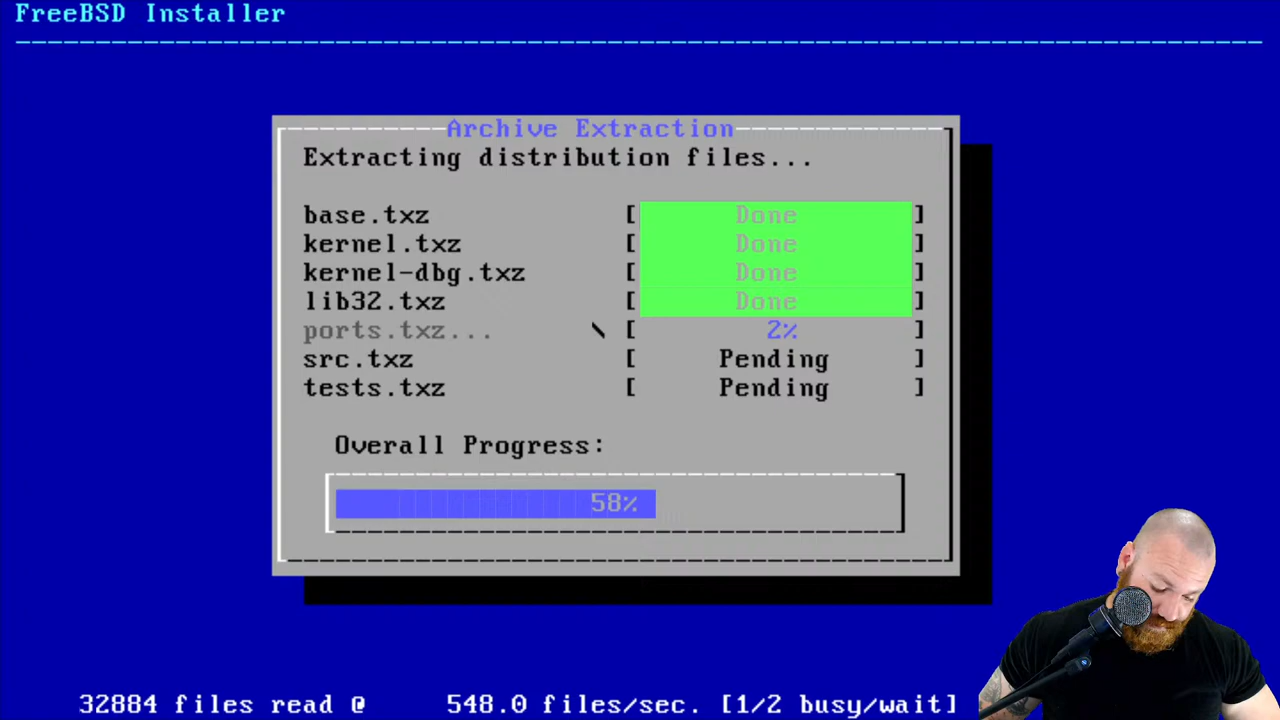 FreeBSD Installer
Archive Extraction
Extracting distribution files...
base.txz [ Done ]
kernel.txz [ Done ]
kernel-dbg.txz [ Done ]
lib32.txz [ Done ]
ports.txz... \ [ 2% ]
src.txz [ Pending ]
tests.txz [ Pending ]
Overall Progress:
58%
32884 files read @ 548.0 files/sec. [1/2 busy/wait]